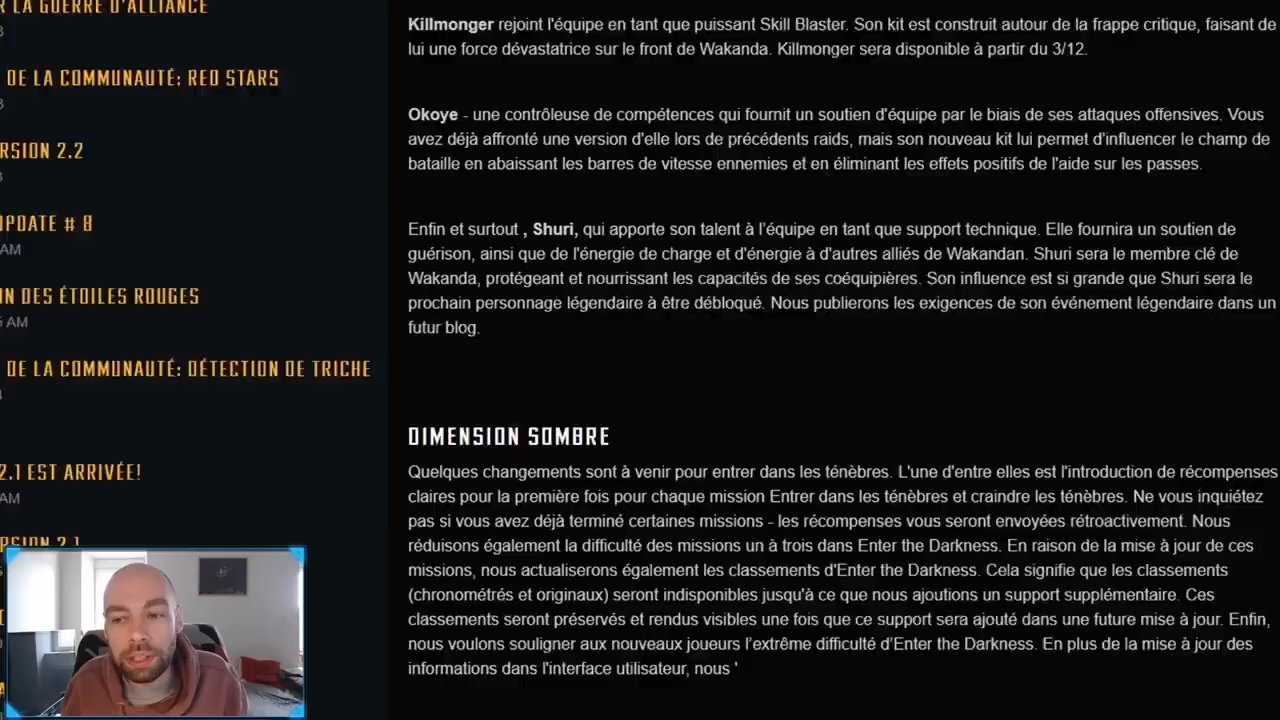 R LA GUERRE D'ALLIANCE
3
DE LA COMMUNAUTÉ: RED STARS
3
RSION 2.2
3
UPDATE # 8
AM
N DES ÉTOILES ROUGES
AM
DE LA COMMUNAUTÉ: DÉTECTION DE TRICHE
2.1 EST ARRIVÉE!
AM
RSION 2.1
Killmonger rejoint l'équipe en tant que puissant Skill Blaster. Son kit est construit autour de la frappe critique, faisant de
lui une force dévastatrice sur le front de Wakanda. Killmonger sera disponible à partir du 3/12.
Okoye - une contrôleuse de compétences qui fournit un soutien d'équipe par le biais de ses attaques offensives. Vous
avez déjà affronté une version d'elle lors de précédents raids, mais son nouveau kit lui permet d'influencer le champ de
bataille en abaissant les barres de vitesse ennemies et en éliminant les effets positifs de l'aide sur les passes.
Enfin et surtout , Shuri, qui apporte son talent à l'équipe en tant que support technique. Elle fournira un soutien de
guérison, ainsi que de l'énergie de charge et d'énergie à d'autres alliés de Wakandan. Shuri sera le membre clé de
Wakanda, protégeant et nourrissant les capacités de ses coéquipières. Son influence est si grande que Shuri sera le
prochain personnage légendaire à être débloqué. Nous publierons les exigences de son événement légendaire dans un
futur blog.
DIMENSION SOMBRE
Quelques changements sont à venir pour entrer dans les ténèbres. L'une d'entre elles est l'introduction de récompenses
claires pour la première fois pour chaque mission Entrer dans les ténèbres et craindre les ténèbres. Ne vous inquiétez
pas si vous avez déjà terminé certaines missions - les récompenses vous seront envoyées rétroactivement. Nous
réduisons également la difficulté des missions un à trois dans Enter the Darkness. En raison de la mise à jour de ces
missions, nous actualiserons également les classements d'Enter the Darkness. Cela signifie que les classements
(chronométrés et originaux) seront indisponibles jusqu'à ce que nous ajoutions un support supplémentaire. Ces
classements seront préservés et rendus visibles une fois que ce support sera ajouté dans une future mise à jour. Enfin,
nous voulons souligner aux nouveaux joueurs l'extrême difficulté d'Enter the Darkness. En plus de la mise à jour des
informations dans l'interface utilisateur, nous '